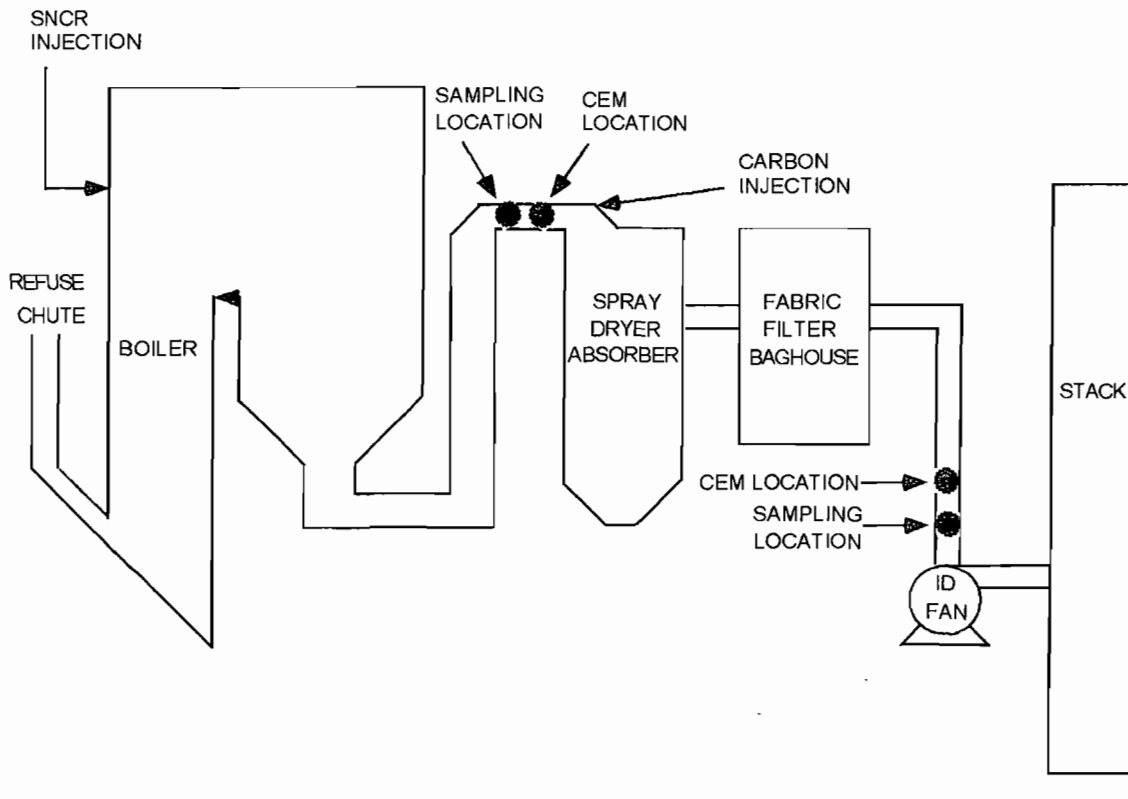 SNCR
INJECTION
SAMPLING
LOCATION
CEM
LOCATION
CARBON
INJECTION
REFUSE
CHUTE
BOILER
SPRAY
DRYER
ABSORBER
FABRIC
FILTER
BAGHOUSE
STACK
CEM LOCATION
SAMPLING
LOCATION
ID
FAN